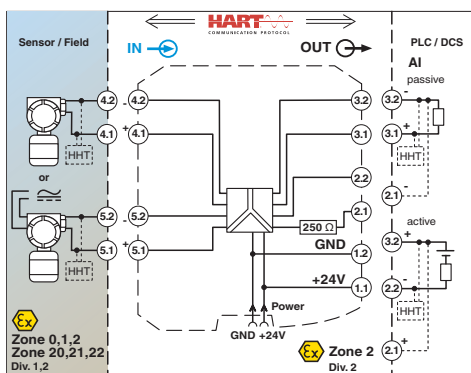 HART
COMMUNICATION PROTOCOL
Sensor / Field
IN
OUT
PLC / DCS
AI
passive
4.2
-
4.2
3.2
3.2
-
4.1
+
4.1
3.1
3.1
+
HHT
HHT
or
2.2
2.1
-
5.2
-
5.2
2.1
250 Ω
active
GND
1.2
3.2
+
5.1
+
5.1
HHT
+24V
1.1
2.2
-
HHT
Power
GND +24V
Ex
Zone 0,1,2
Zone 20,21,22
Div. 1,2
Ex
Zone 2
Div. 2
2.1
+